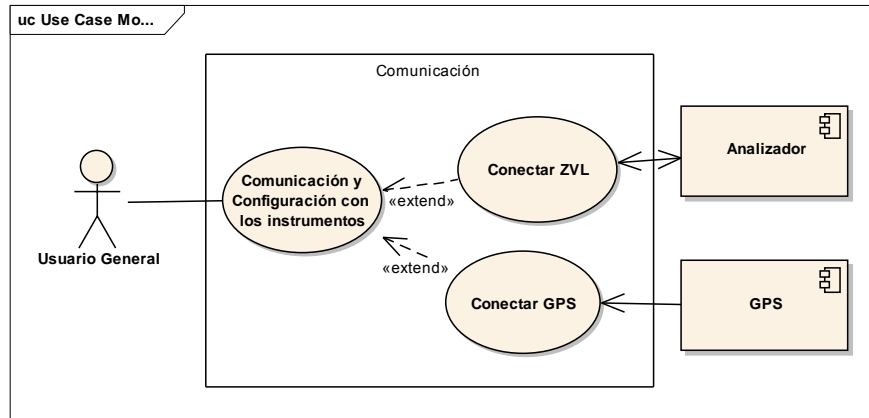 uc Use Case Mo...
Comunicación
Usuario General
Comunicación y
Configuración con
los instrumentos
«extend»
«extend»
Conectar ZVL
Conectar GPS
Analizador
GPS